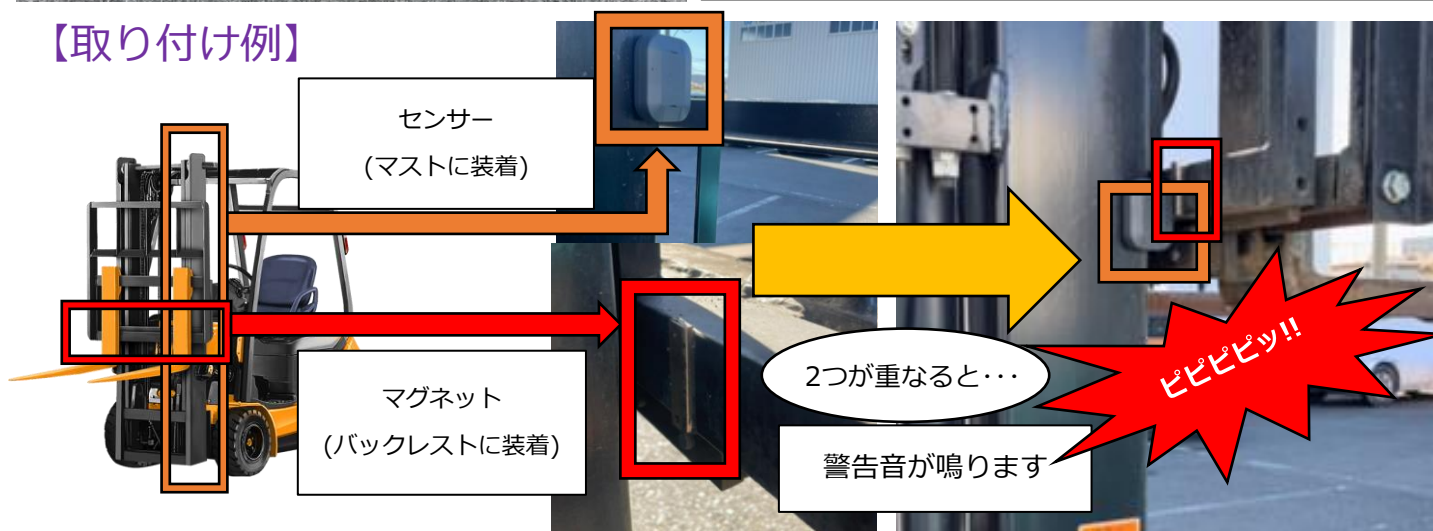 【取り付け例】
センサー
(マストに装着)
マグネット
(バックレストに装着)
2つが重なると･･･
警告音が鳴ります
ピピピピッ!!